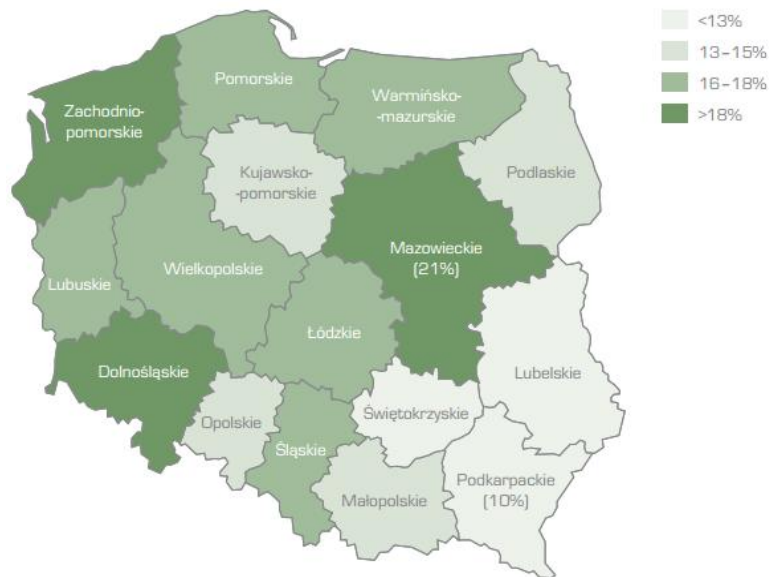 <13%
13–15%
16–18%
>18%
Pomorskie
Zachodnio-
pomorskie
Warmińsko-
-mazurskie
Kujawsko-
-pomorskie
Podlaskie
Mazowieckie
(21%)
Wielkopolskie
Lubuskie
Łódzkie
Dolnośląskie
Lubelskie
Opolskie
Świętokrzyskie
Śląskie
Podkarpackie
(10%)
Małopolskie